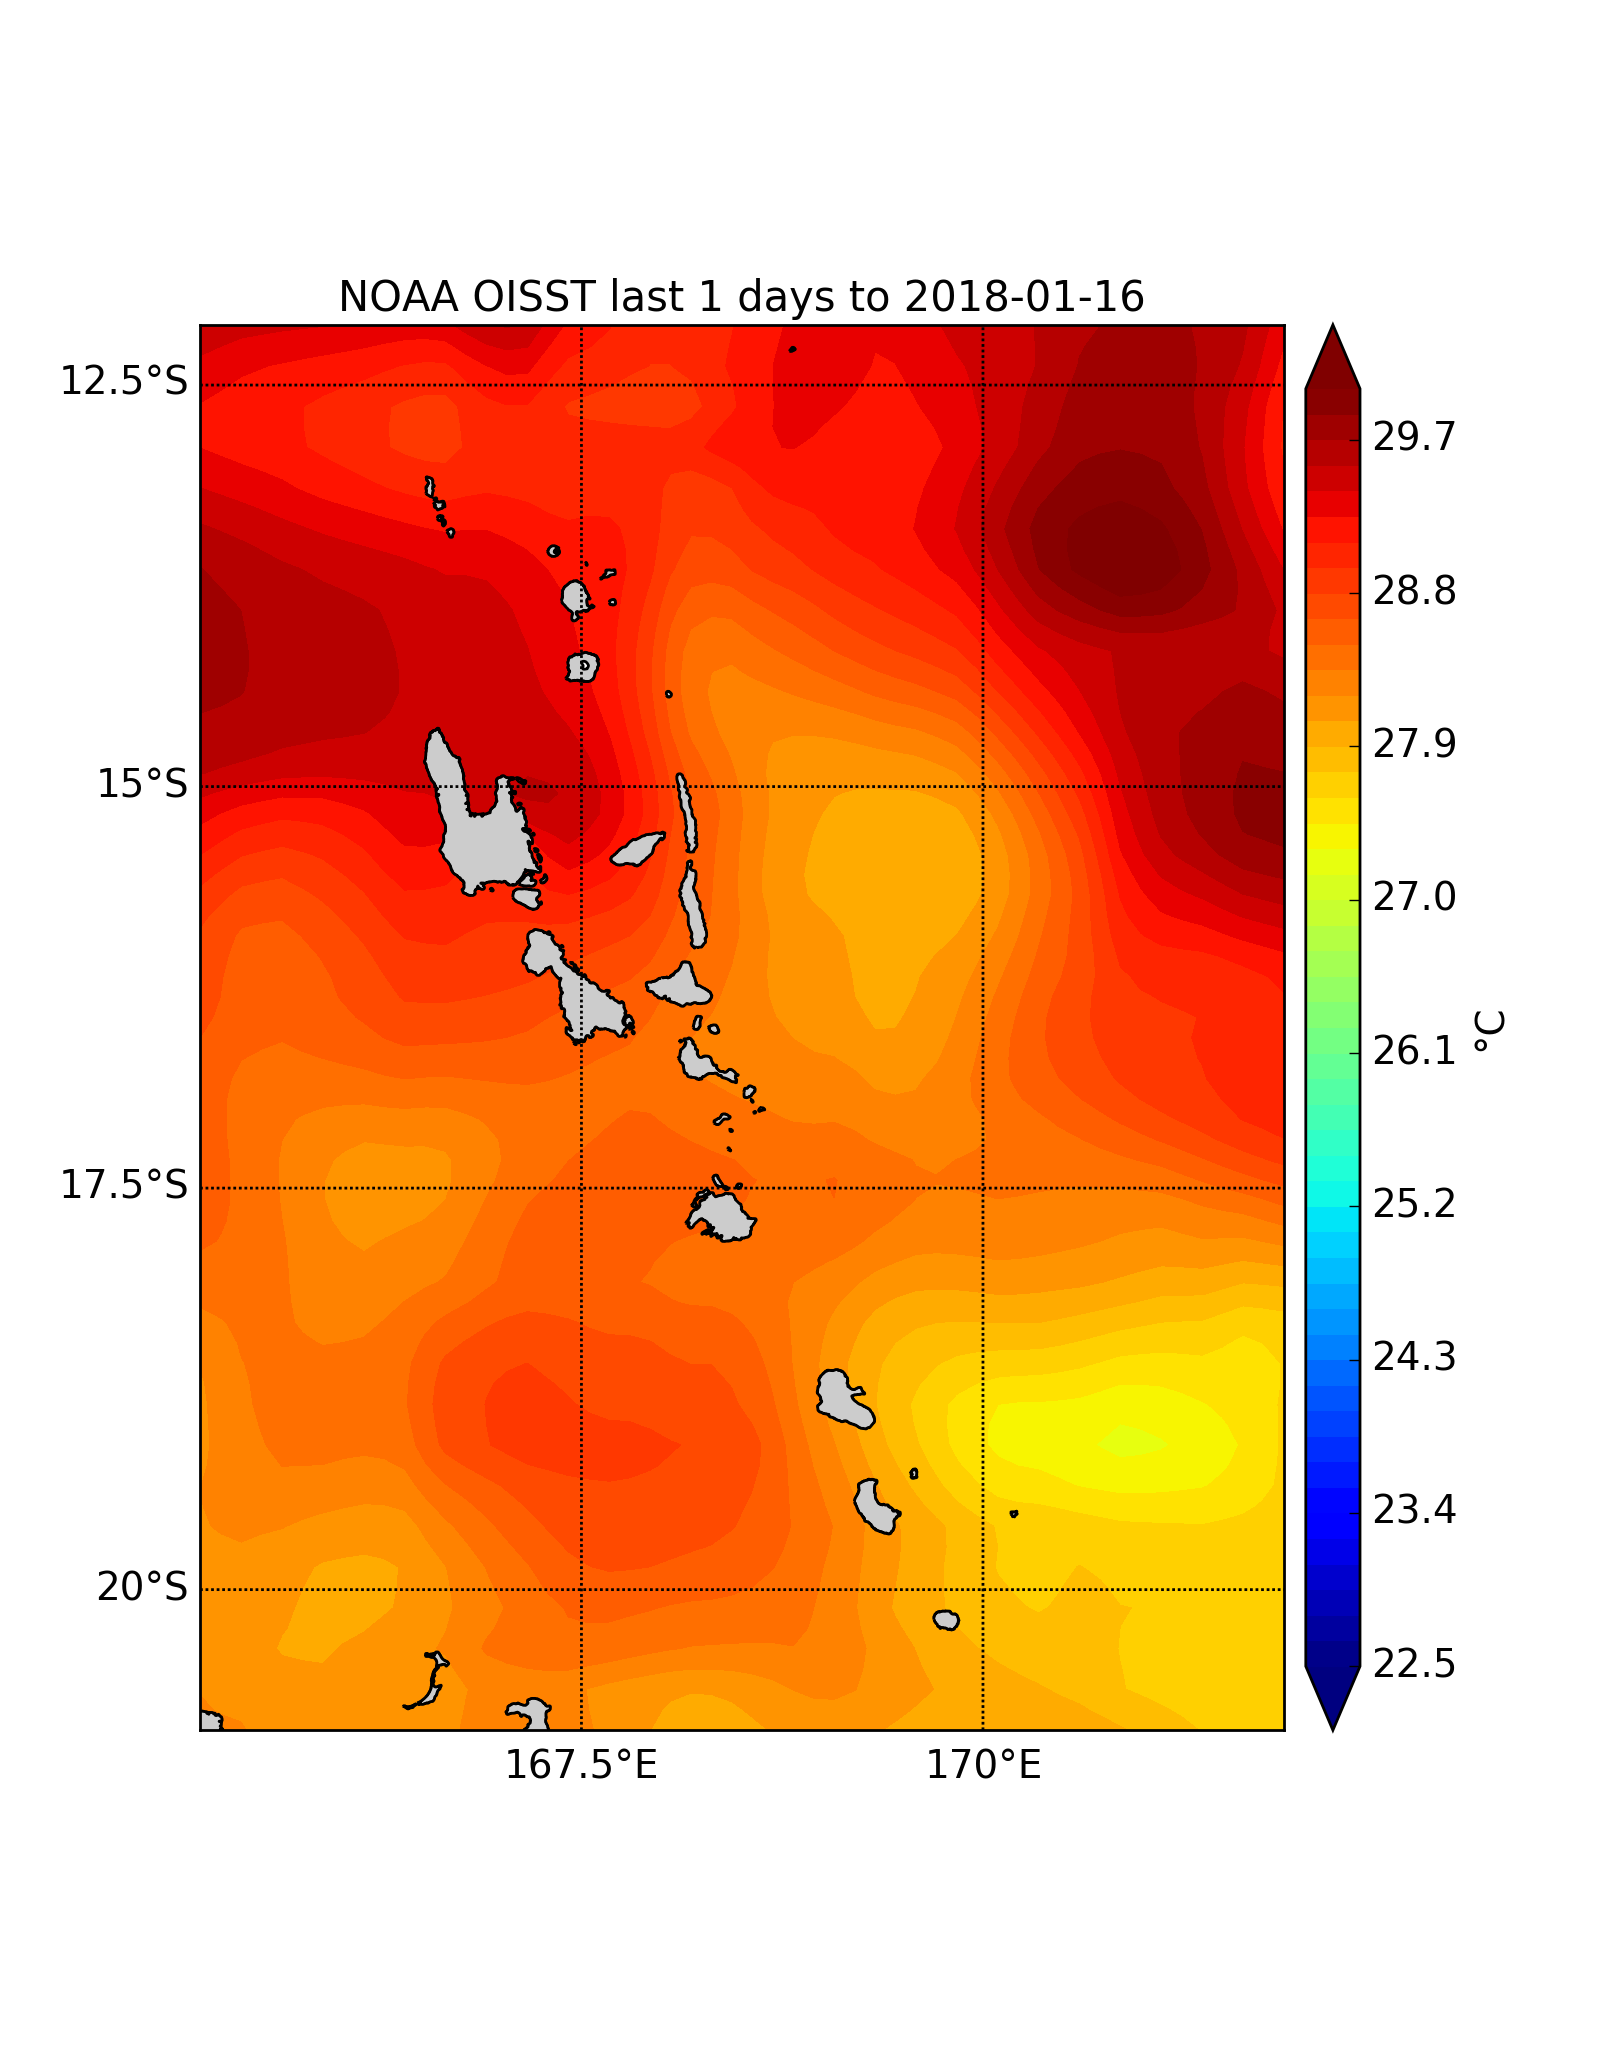 NOAA OISST last 1 days to 2018-01-16
12.5°S
15°S
17.5°S
20°S
167.5°E
170°E
29.7
28.8
27.9
27.0
26.1
25.2
24.3
23.4
22.5
°C